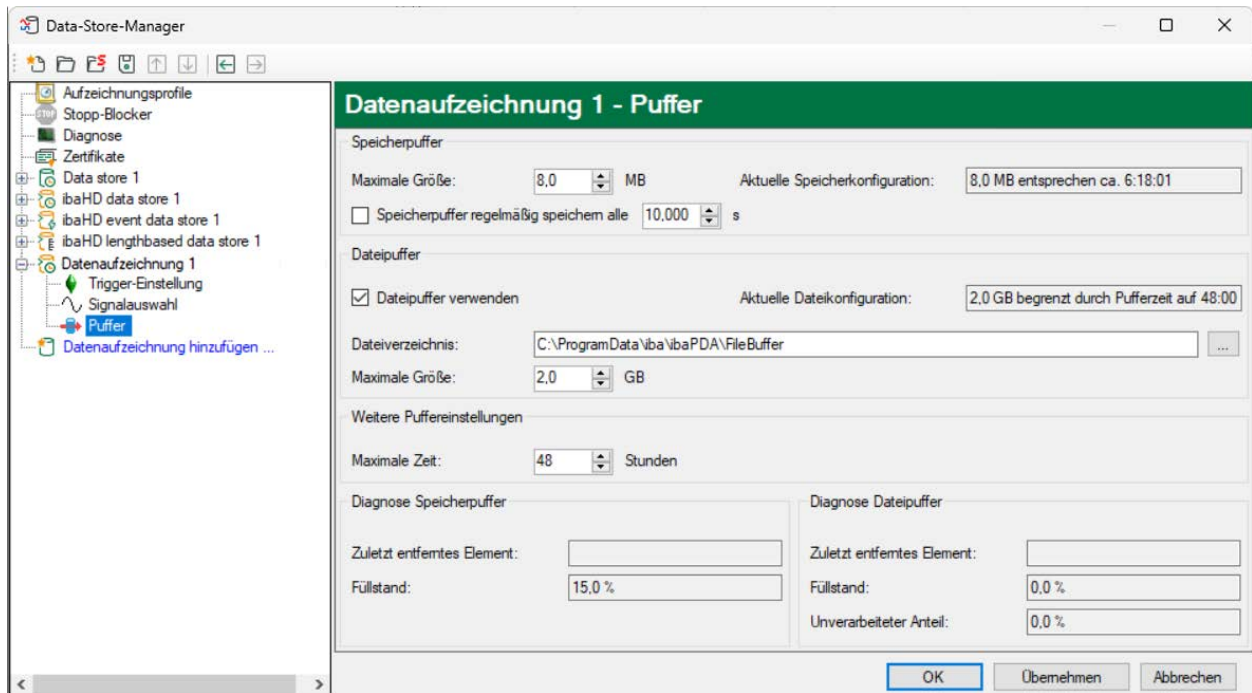 Data-Store-Manager
Aufzeichnungsprofile
STOP Stopp-Blocker
Diagnose
Zertifikate
Data store 1
ibaHD data store 1
ibaHD event data store 1
ibaHD lengthbased data store 1
Datenaufzeichnung 1
Trigger-Einstellung
Signalauswahl
Puffer
Datenaufzeichnung hinzufügen ...
Datenaufzeichnung 1 - Puffer
Speicherpuffer
Maximale Größe: 8,0 MB Aktuelle Speicherkonfiguration: 8,0 MB entsprechen ca. 6:18:01
Speicherpuffer regelmäßig speichern alle 10,000 s
Dateipuffer
Dateipuffer verwenden Aktuelle Dateikonfiguration: 2,0 GB begrenzt durch Pufferzeit auf 48:00
Dateiverzeichnis: C:\ProgramData\iba\ibaPDA\FileBuffer ...
Maximale Größe: 2,0 GB
Weitere Puffereinstellungen
Maximale Zeit: 48 Stunden
Diagnose Speicherpuffer
Zuletzt entferntes Element:
Füllstand: 15,0 %
Diagnose Dateipuffer
Zuletzt entferntes Element:
Füllstand: 0,0 %
Unverarbeiteter Anteil: 0,0 %
OK Übernehmen Abbrechen